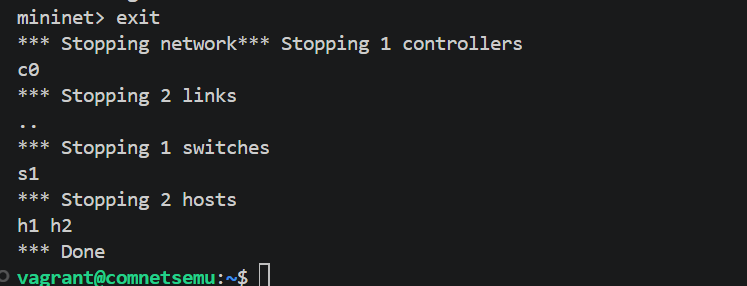 mininet> exit
*** Stopping network*** Stopping 1 controllers
c0
*** Stopping 2 links
..
*** Stopping 1 switches
s1
*** Stopping 2 hosts
h1 h2
*** Done
vagrant@comnetsemu:~$